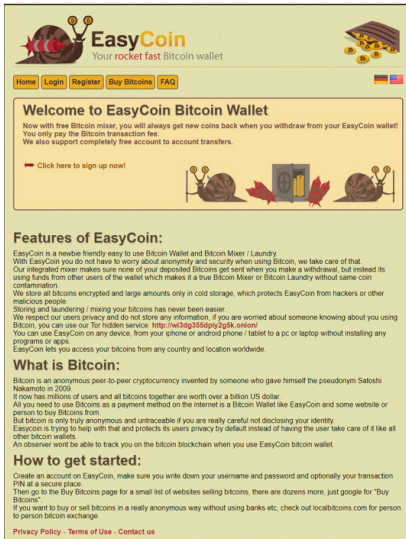 EasyCoin
Your rocket fast Bitcoin wallet
Home Login Register Buy Bitcoins FAQ
Welcome to EasyCoin Bitcoin Wallet
Now with free Bitcoin mixer, you will always get new coins back when you withdraw from your EasyCoin wallet!
You only pay the Bitcoin transaction fee.
We also support completely free account to account transfers.
Click here to sign up now!
Features of EasyCoin:
EasyCoin is a newbie friendly easy to use Bitcoin Wallet and Bitcoin Mixer / Laundry.
With EasyCoin you do not have to worry about anonymity and security when using Bitcoin, we take care of that.
Our integrated mixer makes sure none of your deposited Bitcoins get sent when you make a withdrawal, but instead its
using funds from other users of the wallet which makes it a true Bitcoin Mixer or Bitcoin Laundry without same coin
contamination.
We store all bitcoins encrypted and large amounts only in cold storage, which protects EasyCoin from hackers or other
malicious people.
Storing and laundering / mixing your bitcoins has never been easier.
We respect our users privacy and do not store any information, if you are worried about someone knowing about you using
Bitcoin, you can use our Tor hidden service:
You can use EasyCoin on any device, from your iphone or android phone / tablet to a pc or laptop without installing any
programs or apps.
EasyCoin lets you access your bitcoins from any country and location worldwide.
What is Bitcoin:
Bitcoin is an anonymous peer-to-peer cryptocurrency invented by someone who gave himself the pseudonym Satoshi
Nakamoto in 2009.
It now has millions of users and all bitcoins together are worth over a billion US dollar.
All you need to use Bitcoins as a payment method on the internet is a Bitcoin Wallet like EasyCoin and some website or
person to buy Bitcoins from.
But bitcoin is only truly anonymous and untraceable if you are really careful not disclosing your identity.
Easycoin is trying to help with that and protects its users privacy by default instead of having the user take care of it like all
other bitcoin wallets.
An observer wont be able to track you on the bitcoin blockchain when you use EasyCoin bitcoin wallet.
How to get started:
Create an account on EasyCoin, make sure you write down your username and password and optionally your transaction
PIN at a secure place.
Then go to the Buy Bitcoins page for a small list of websites selling bitcoins, there are dozens more, just google for "Buy
Bitcoins".
If you want to buy or sell bitcoins in a really anonymous way without using banks etc, check out localbitcoins.com for person
to person bitcoin exchange.
Privacy Policy - Terms of Use - Contact us